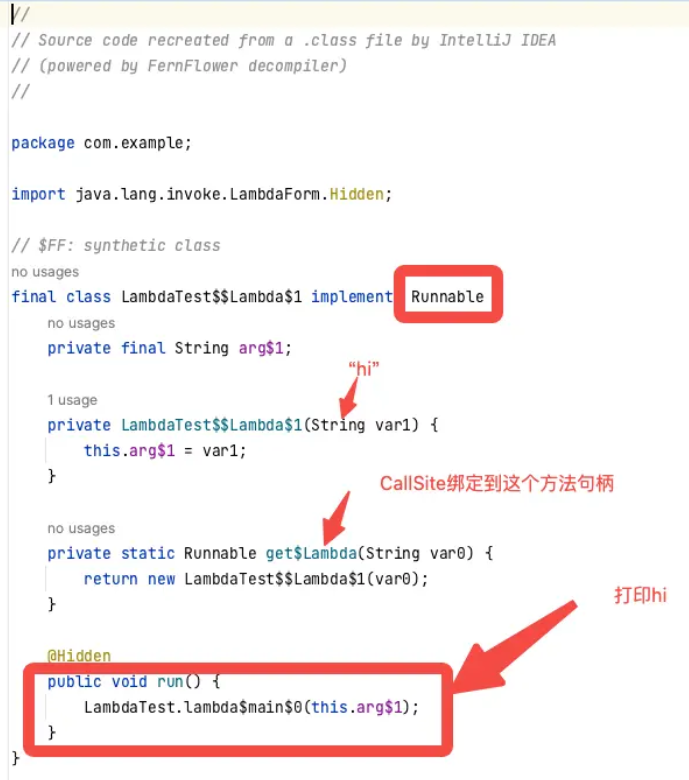 //
// Source code recreated from a .class file by IntelliJ IDEA
// (powered by FernFlower decompiler)
//
package com.example;
import java.lang.invoke.LambdaForm.Hidden;
// $FF: synthetic class
no usages
final class LambdaTest$$Lambda$1 implement Runnable
no usages
private final String arg$1;
“hi”
1 usage
private LambdaTest$$Lambda$1(String var1) {
this.arg$1 = var1;
}
CallSite绑定到这个方法句柄
no usages
private static Runnable get$Lambda(String var0) {
return new LambdaTest$$Lambda$1(var0);
}
打印hi
@Hidden
public void run() {
LambdaTest.lambda$main$0(this.arg$1);
}
}